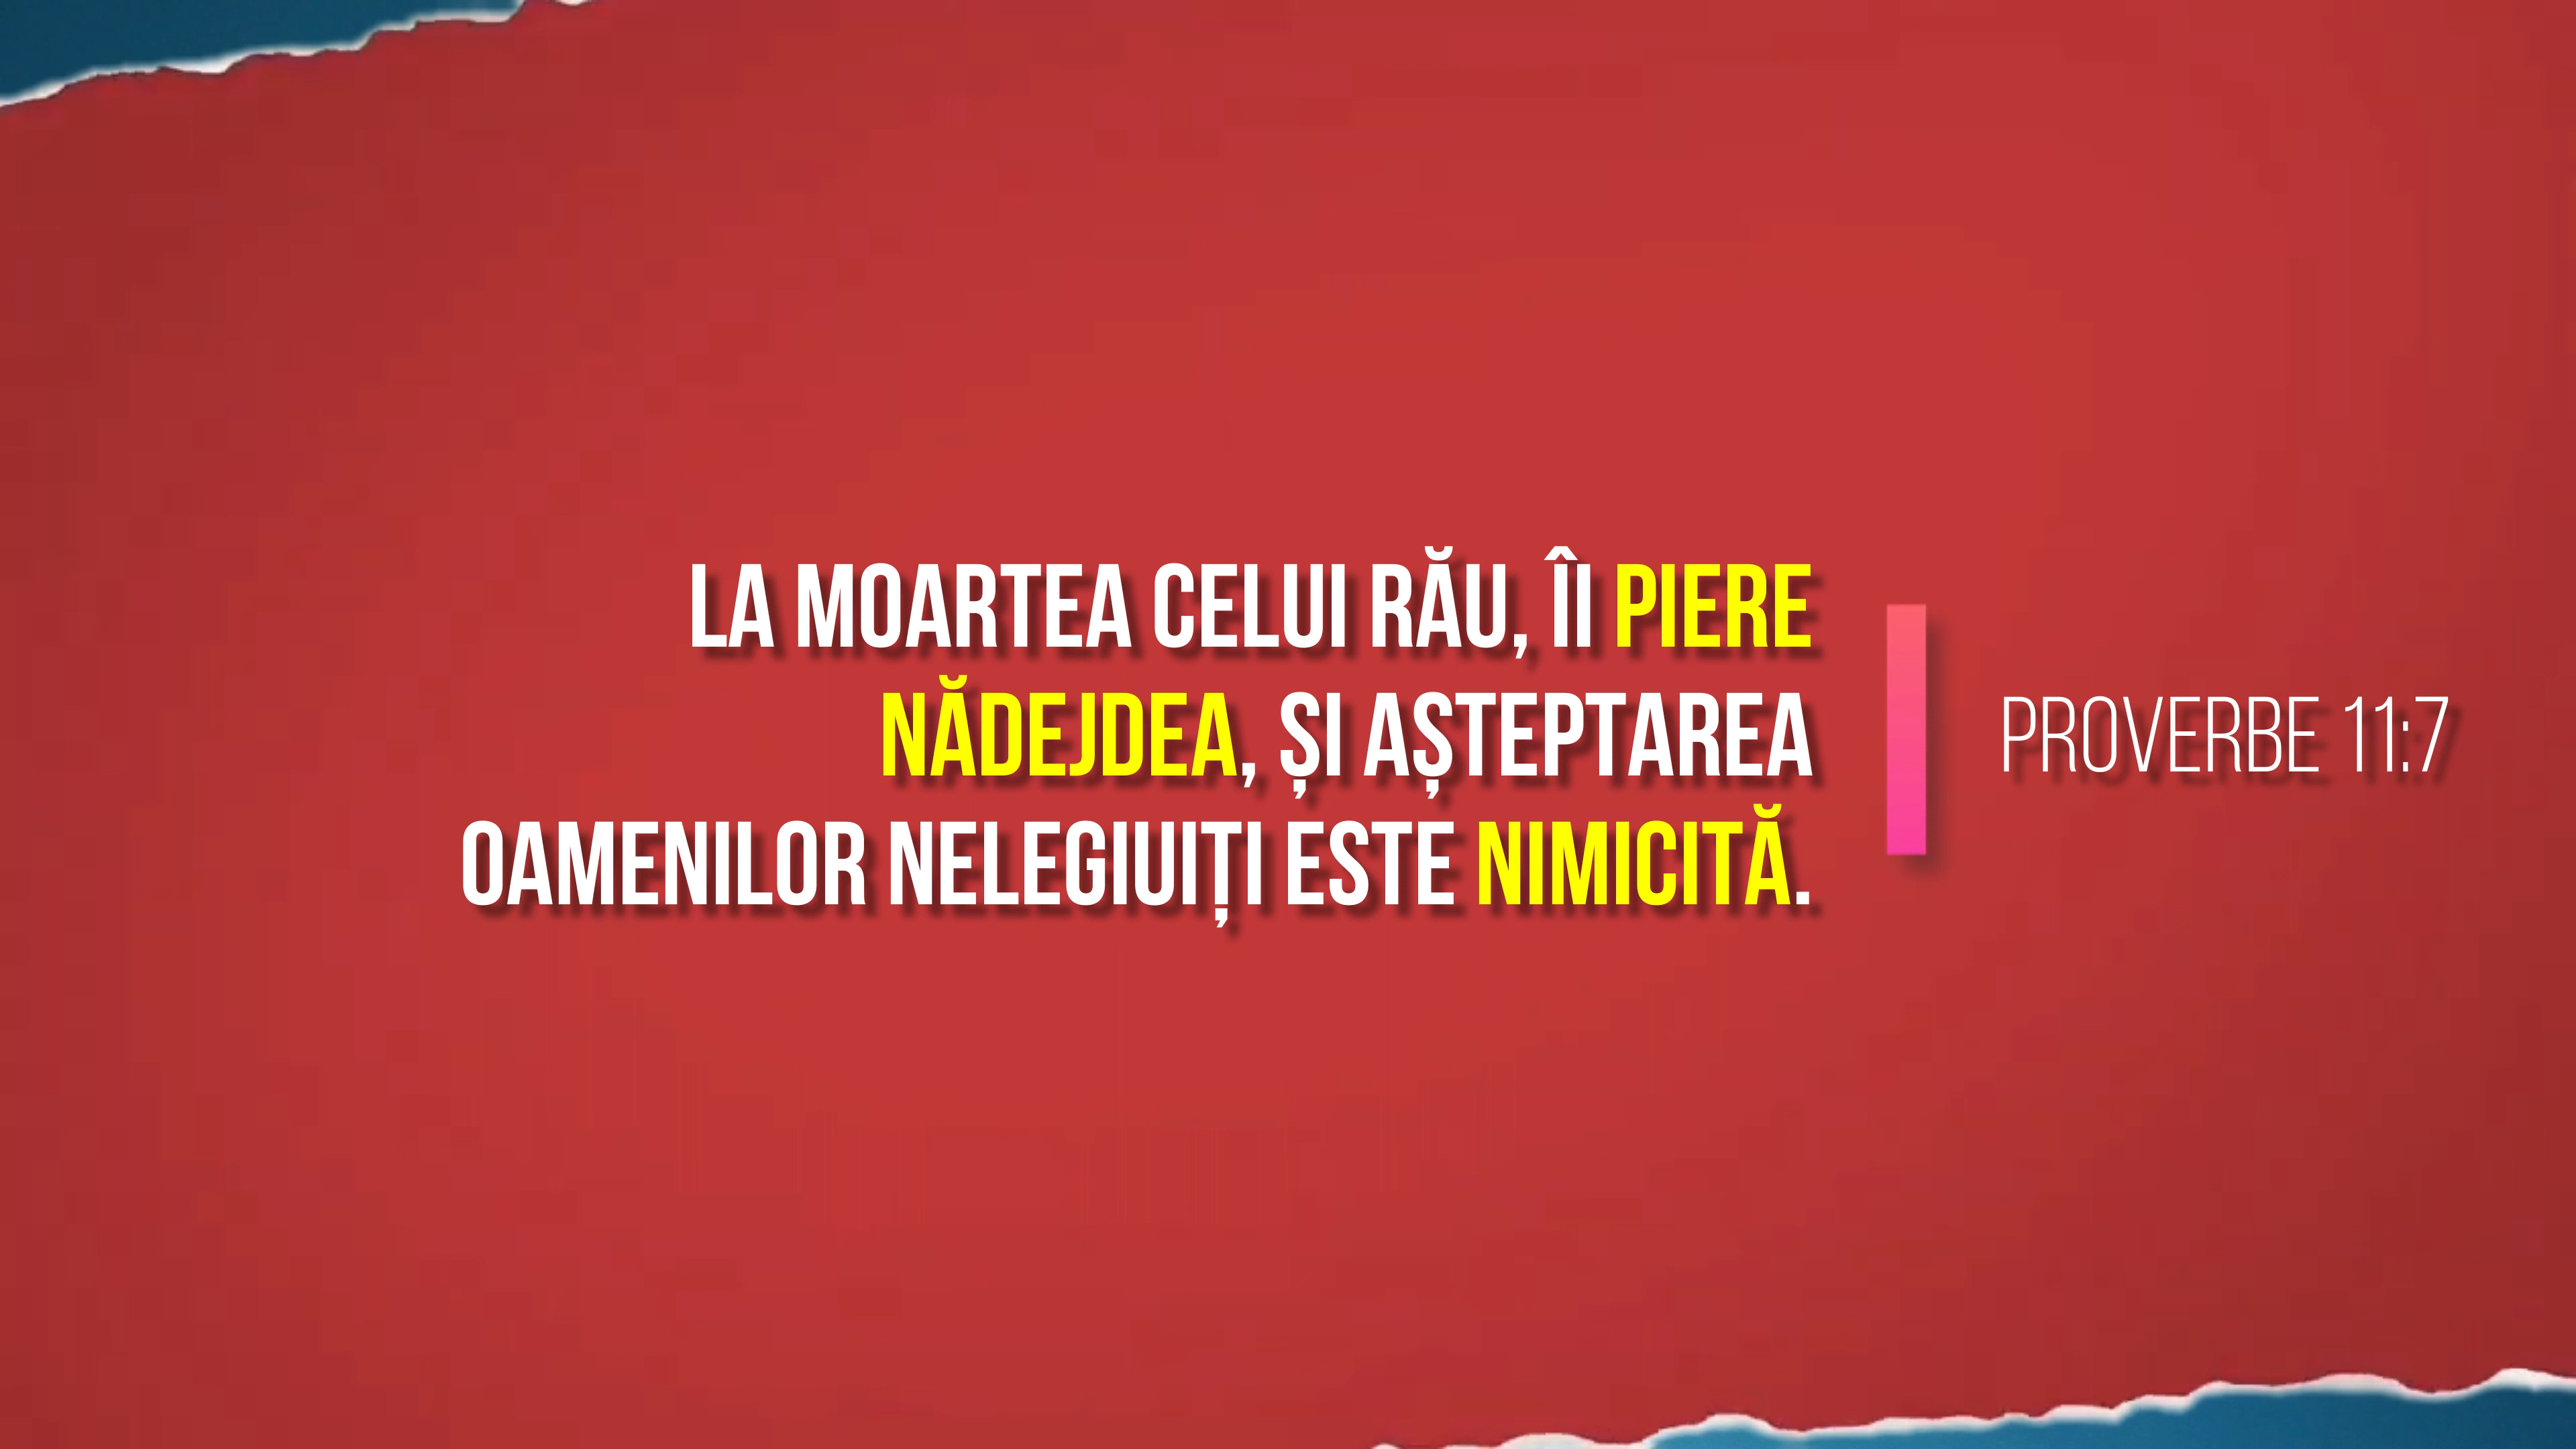 LA MOARTEA CELUI RĂU, ÎI PIERE
NĂDEJDEA, ȘI AȘTEPTAREA
OAMENILOR NELEGIUIȚI ESTE NIMICITĂ.
PROVERBE 11:7